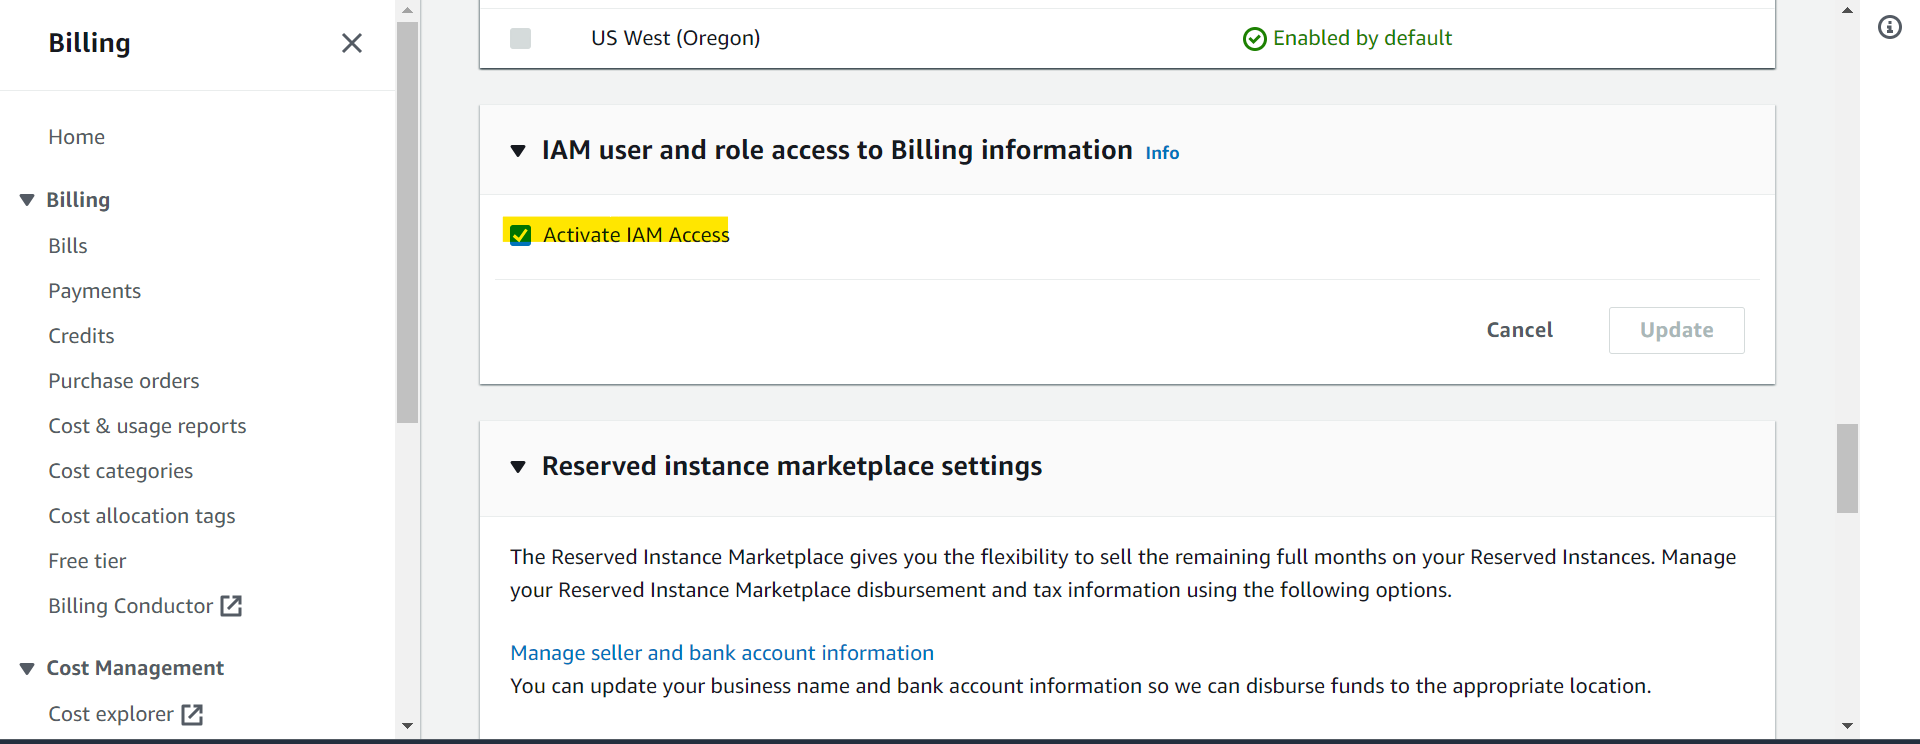 Billing
Home
Billing
Bills
Payments
Credits
Purchase orders
Cost & usage reports
Cost categories
Cost allocation tags
Free tier
Billing Conductor
Cost Management
Cost explorer
US West (Oregon)
Enabled by default
IAM user and role access to Billing information Info
Activate IAM Access
Cancel
Update
Reserved instance marketplace settings
The Reserved Instance Marketplace gives you the flexibility to sell the remaining full months on your Reserved Instances. Manage
your Reserved Instance Marketplace disbursement and tax information using the following options.
Manage seller and bank account information
You can update your business name and bank account information so we can disburse funds to the appropriate location.